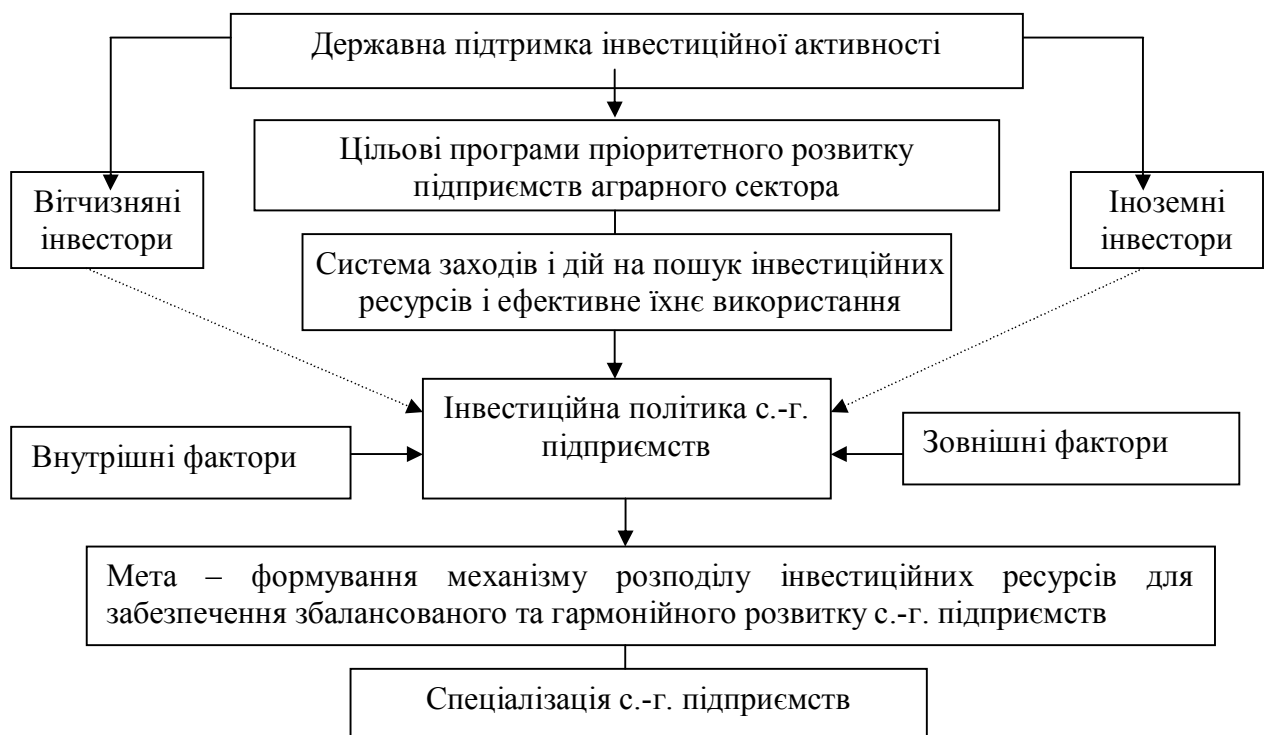 Державна підтримка інвестиційної активності
Цільові програми пріоритетного розвитку
підприємств аграрного сектора
Вітчизняні
інвестори
Іноземні
інвестори
Система заходів і дій на пошук інвестиційних
ресурсів і ефективне їхнє використання
Інвестиційна політика с.-г.
підприємств
Внутрішні фактори
Зовнішні фактори
Мета – формування механізму розподілу інвестиційних ресурсів для
забезпечення збалансованого та гармонійного розвитку с.-г. підприємств
Спеціалізація с.-г. підприємств